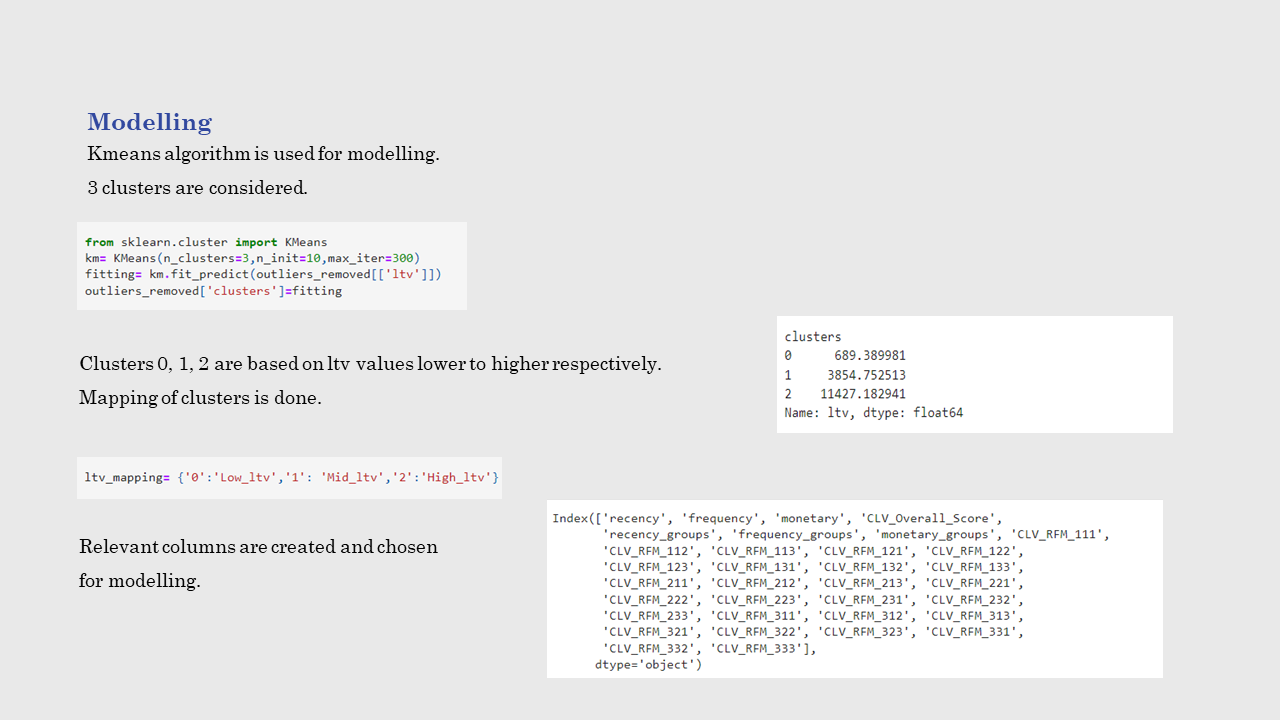 Modelling
Kmeans algorithm is used for modelling.
3 clusters are considered.
from sklearn.cluster import KMeans
km= KMeans(n_clusters=3,n_init=10,max_iter=300)
fitting= km.fit_predict(outliers_removed[['ltv']])
outliers_removed['clusters']=fitting
Clusters 0, 1, 2 are based on ltv values lower to higher respectively.
Mapping of clusters is done.
clusters
0 689.389981
1 3854.752513
2 11427.182941
Name: ltv, dtype: float64
ltv_mapping= {'0':'Low_ltv','1': 'Mid_ltv','2':'High_ltv'}
Relevant columns are created and chosen
for modelling.
Index(['recency', 'frequency', 'monetary', 'CLV_Overall_Score',
'recency_groups', 'frequency_groups', 'monetary_groups', 'CLV_RFM_111',
'CLV_RFM_112', 'CLV_RFM_113', 'CLV_RFM_121', 'CLV_RFM_122',
'CLV_RFM_123', 'CLV_RFM_131', 'CLV_RFM_132', 'CLV_RFM_133',
'CLV_RFM_211', 'CLV_RFM_212', 'CLV_RFM_213', 'CLV_RFM_221',
'CLV_RFM_222', 'CLV_RFM_223', 'CLV_RFM_231', 'CLV_RFM_232',
'CLV_RFM_233', 'CLV_RFM_311', 'CLV_RFM_312', 'CLV_RFM_313',
'CLV_RFM_321', 'CLV_RFM_322', 'CLV_RFM_323', 'CLV_RFM_331',
'CLV_RFM_332', 'CLV_RFM_333'],
dtype='object')